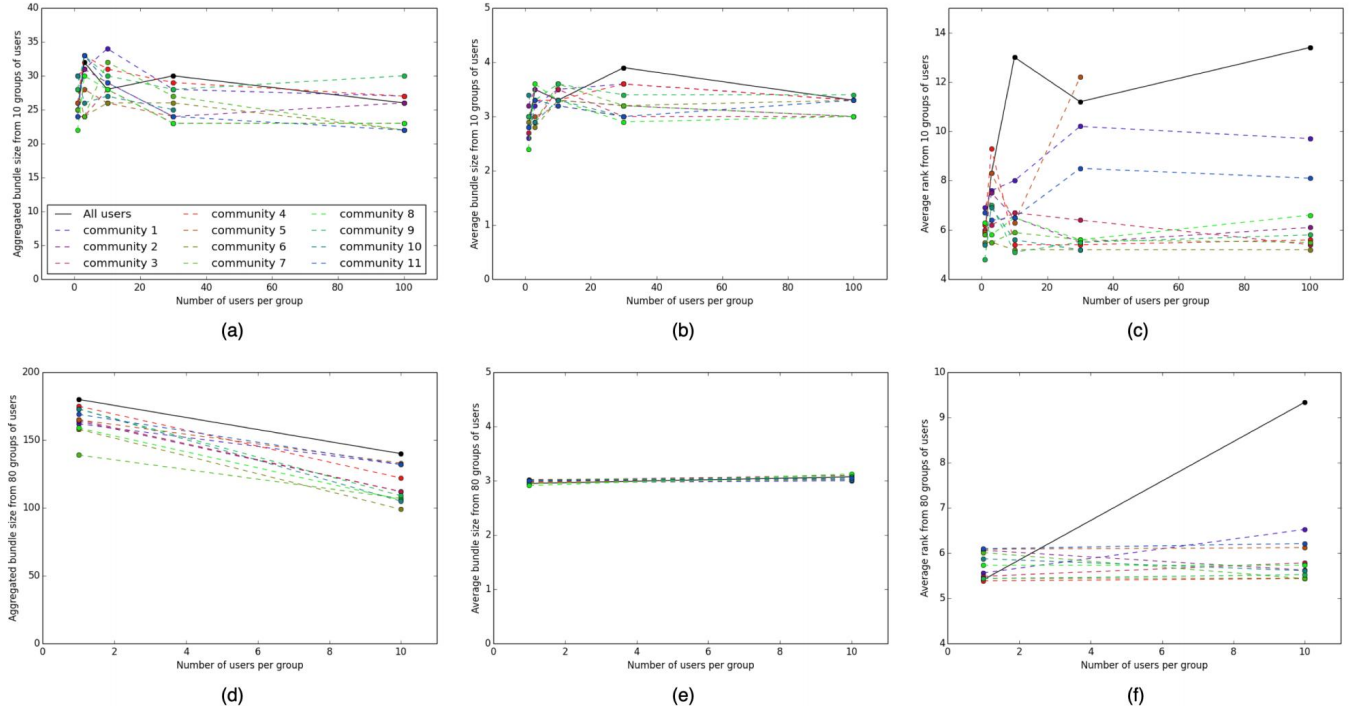 Aggregated bundle size from 10 groups of users
40
35
30
25
20
15
10
5
0
All users
community 1
community 2
community 3
community 4
community 5
community 6
community 7
community 8
community 9
community 10
community 11
0 20 40 60 80 100
Number of users per group
(a)
Average bundle size from 10 groups of users
5
4
3
2
1
0
0 20 40 60 80 100
Number of users per group
(b)
Average rank from 10 groups of users
14
12
10
8
6
4
0 20 40 60 80 100
Number of users per group
(c)
Aggregated bundle size from 80 groups of users
200
150
100
50
0
0 2 4 6 8 10
Number of users per group
(d)
Average bundle size from 80 groups of users
5
4
3
2
1
0
0 2 4 6 8 10
Number of users per group
(e)
Average rank from 80 groups of users
10
9
8
7
6
5
4
0 2 4 6 8 10
Number of users per group
(f)